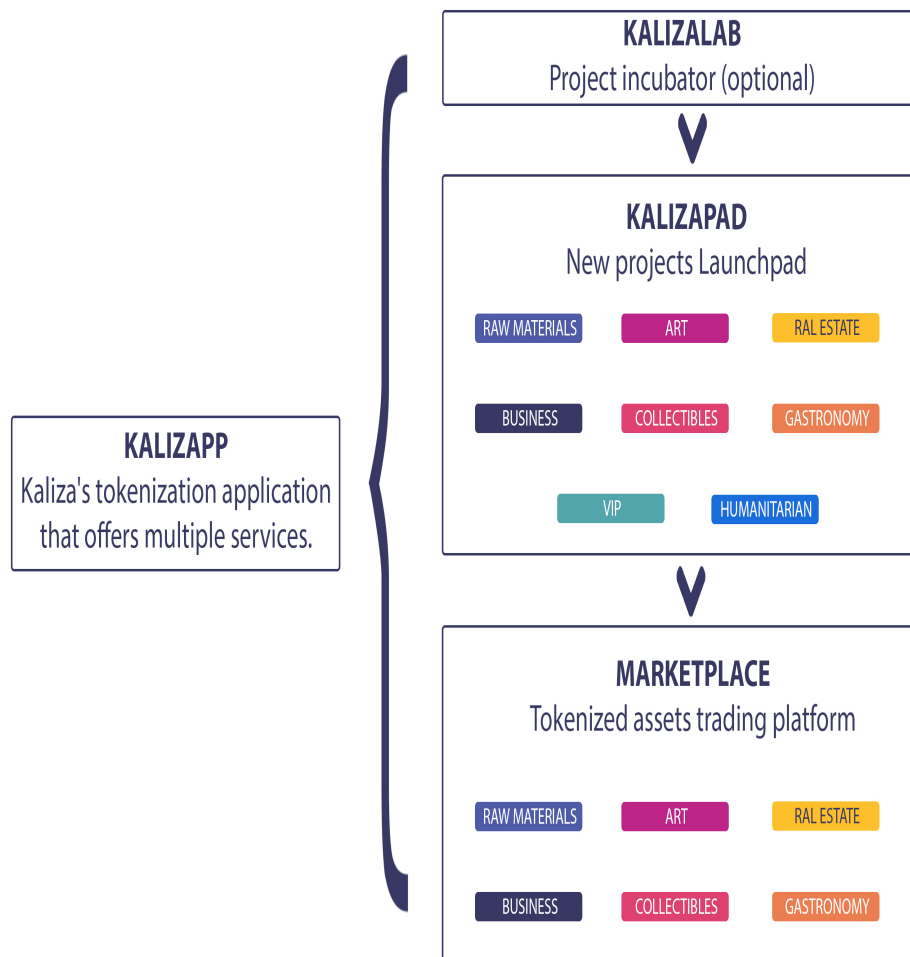 KALIZALAB
Project incubator (optional)
KALIZAPAD
New projects Launchpad
RAW MATERIALS
ART
RAL ESTATE
BUSINESS
COLLECTIBLES
GASTRONOMY
VIP
HUMANITARIAN
KALIZAPP
Kaliza's tokenization application
that offers multiple services.
MARKETPLACE
Tokenized assets trading platform
RAW MATERIALS
ART
RAL ESTATE
BUSINESS
COLLECTIBLES
GASTRONOMY